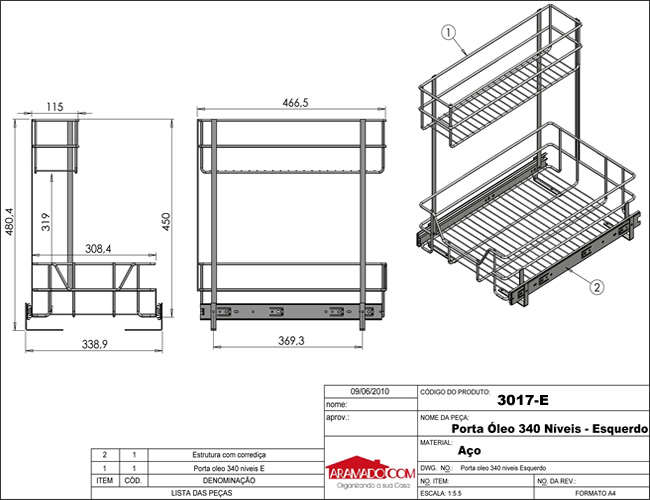 115
466,5
1
480,4
319
450
308,4
338,9
369,3
2
09/06/2010
CÓDIGO DO PRODUTO:
3017-E
nome:
aprov.:
NOME DA PEÇA:
Porta Óleo 340 Níveis - Esquerdo
MATERIAL:
Aço
2 1 Estrutura com corrediça
1 1 Porta oleo 340 niveis E
ITEM CÓD. DENOMINAÇÃO
LISTA DAS PEÇAS
ARAMADO.COM
Organizando a sua Casa
DWG. NO.: Porta oleo 340 niveis Esquerdo
NO. ITEM: NO. DA REV.:
ESCALA: 1:5.5 FORMATO A4